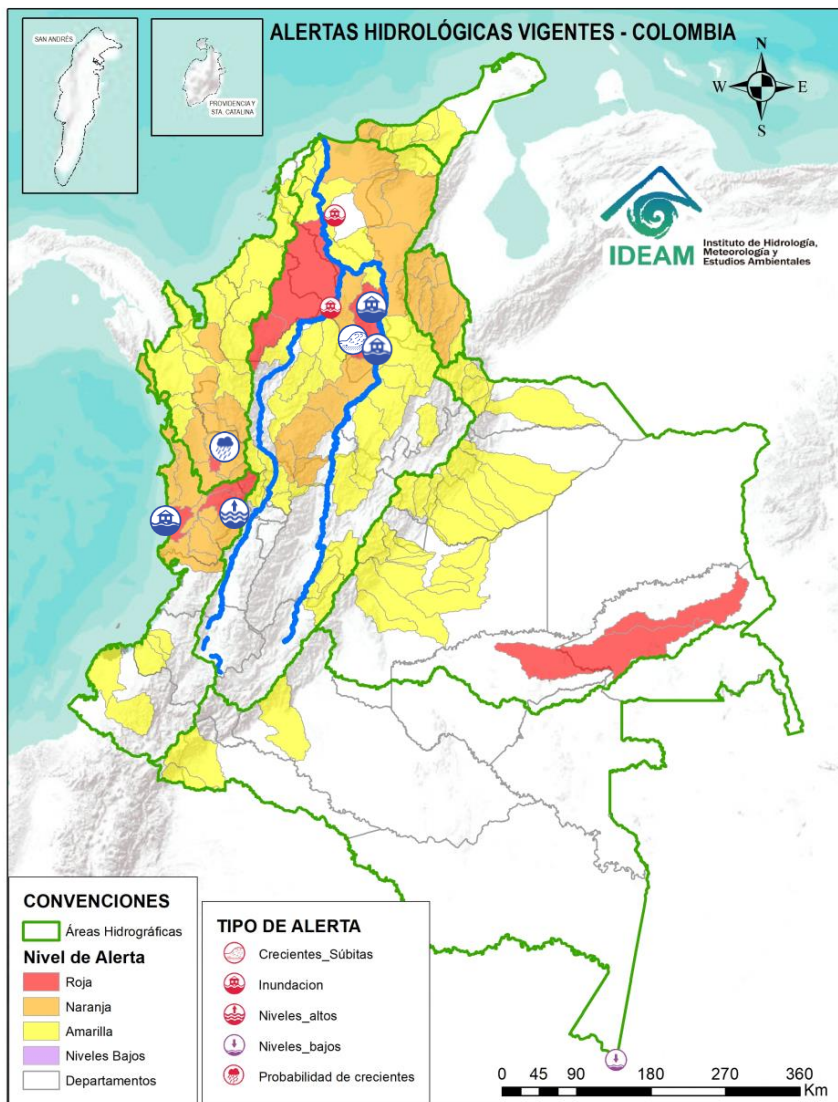 ALERTAS HIDROLÓGICAS VIGENTES - COLOMBIA
SAN ANDRÉS
PROVIDENCIA Y
STA. CATALINA
N
W
E
S
IDEAM
Instituto de Hidrología,
Meteorología y
Estudios Ambientales
CONVENCIONES
Áreas Hidrográficas
Nivel de Alerta
Roja
Naranja
Amarilla
Niveles Bajos
Departamentos
TIPO DE ALERTA
Crecientes_Súbitas
Inundacion
Niveles_altos
Niveles_bajos
Probabilidad de crecientes
0 45 90 180 270 360
Km